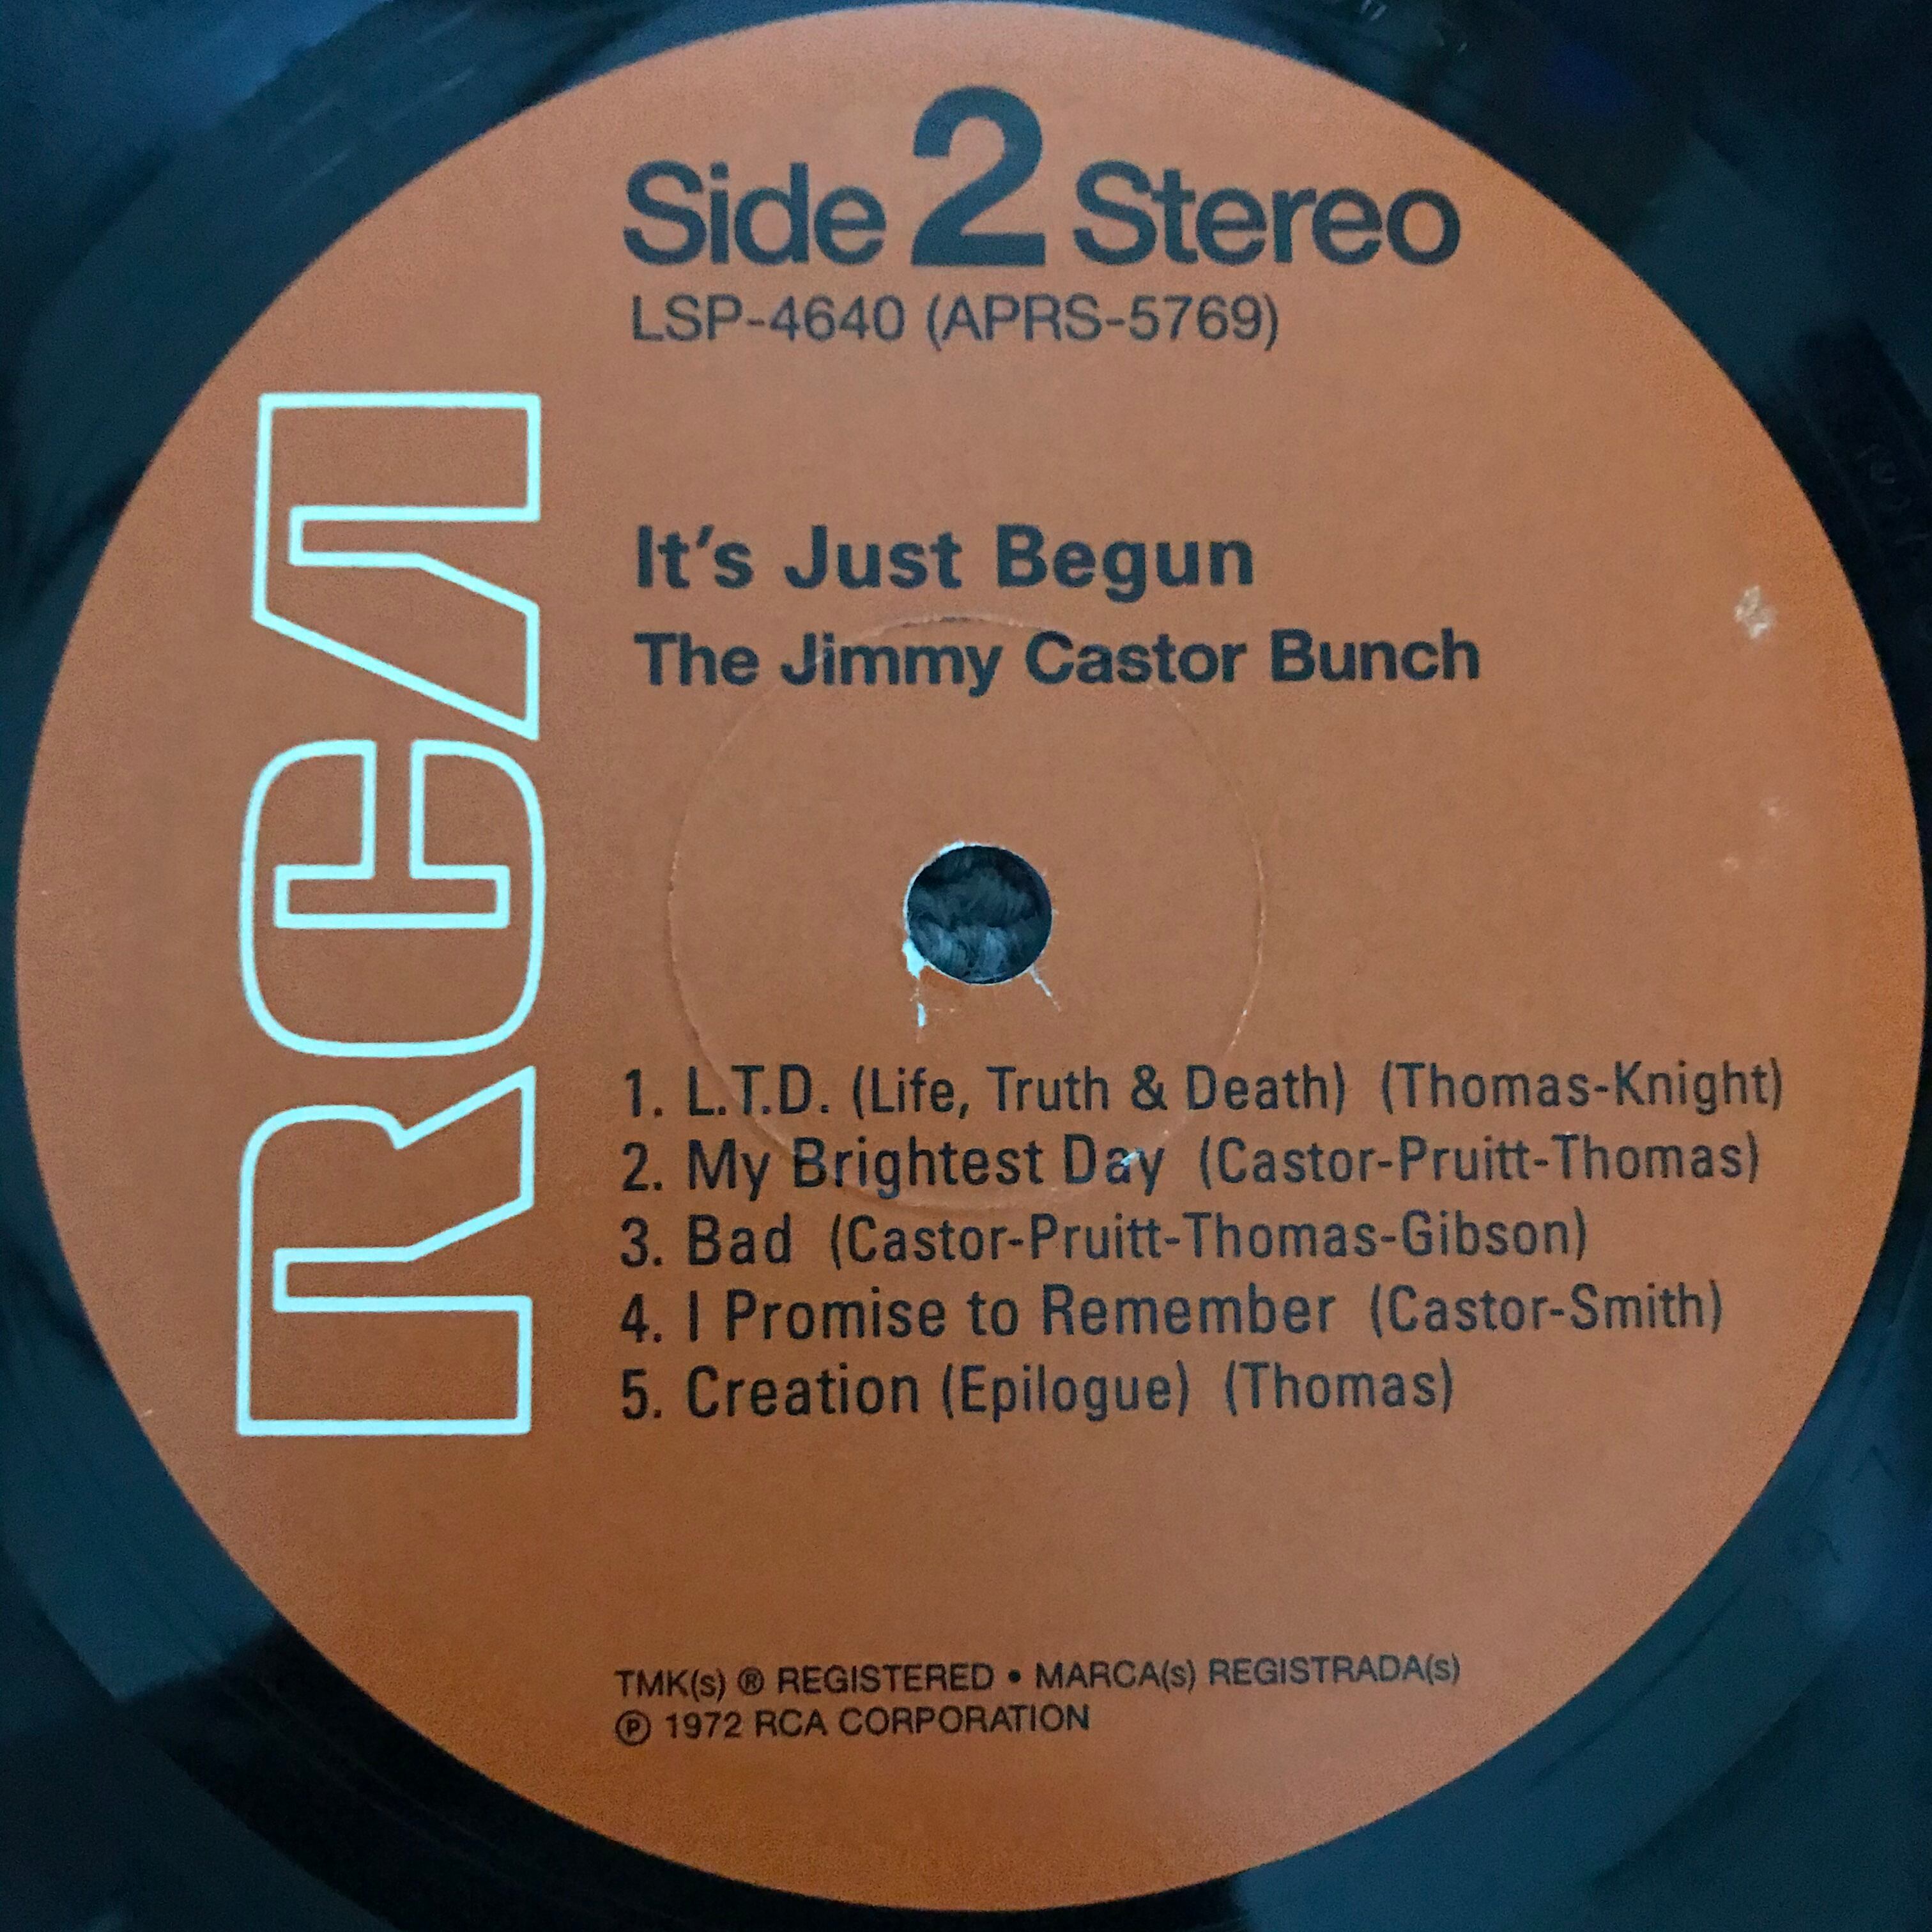 Side 2 Stereo
LSP-4640 (APRS-5769)
RCA
It's Just Begun
The Jimmy Castor Bunch
1. L.T.D. (Life, Truth & Death) (Thomas-Knight)
2. My Brightest Day (Castor-Pruitt-Thomas)
3. Bad (Castor-Pruitt-Thomas-Gibson)
4. I Promise to Remember (Castor-Smith)
5. Creation (Epilogue) (Thomas)
TMK(s) ® REGISTERED • MARCA(s) REGISTRADA(s)
℗ 1972 RCA CORPORATION